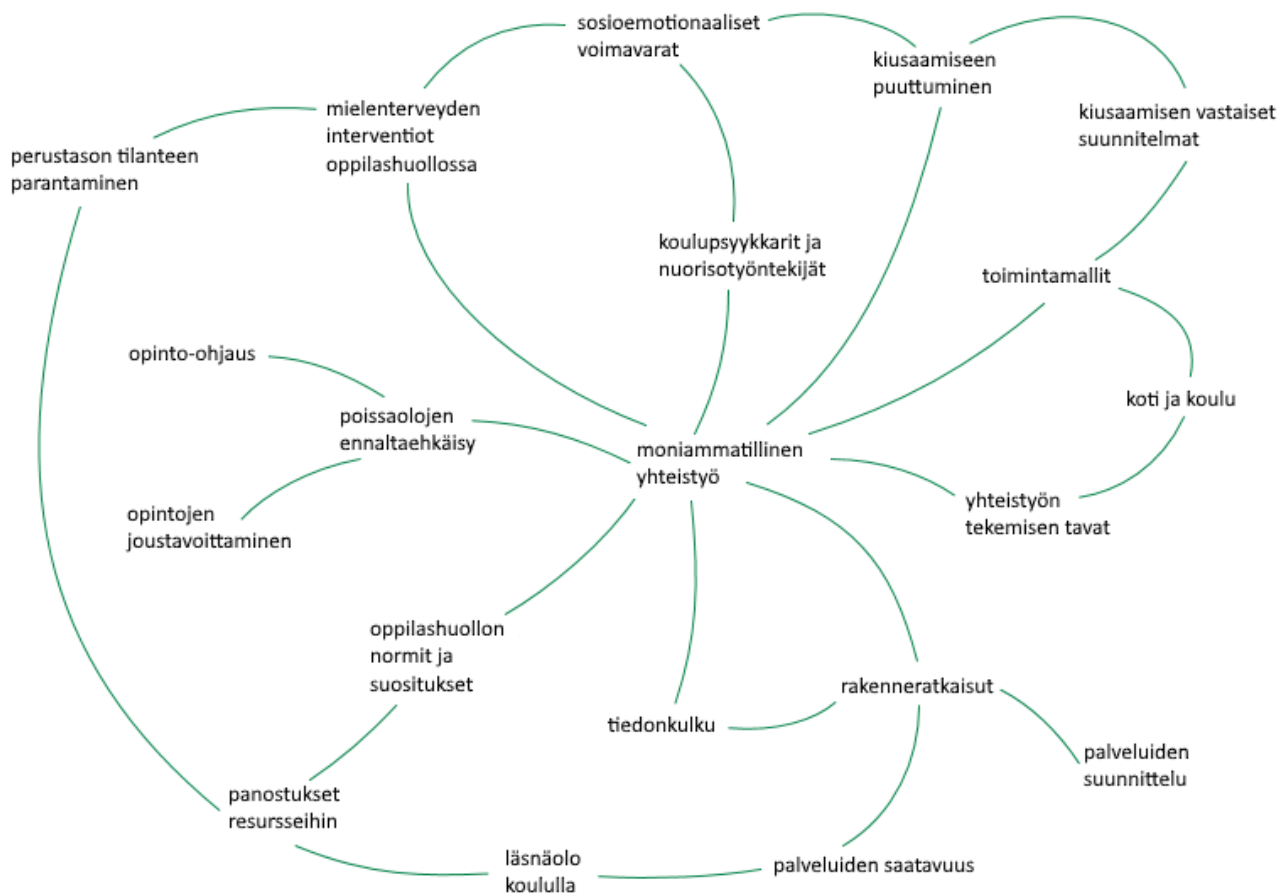 sosioemotionaaliset
voimavarat
kiusaamiseen
puuttuminen
mielenterveyden
interventiot
oppilashuollossa
kiusaamisen vastaiset
suunnitelmat
perustason tilanteen
parantaminen
koulupsyykkarit ja
nuorisotyöntekijät
toimintamallit
opinto-ohjaus
poissaolojen
ennaltaehkäisy
koti ja koulu
moniammatillinen
yhteistyö
opintojen
joustavoittaminen
yhteistyön
tekemisen tavat
oppilashuollon
normit ja
suositukset
rakenneratkaisut
tiedonkulku
palveluiden
suunnittelu
panostukset
resursseihin
läsnäolo
koululla
palveluiden saatavuus